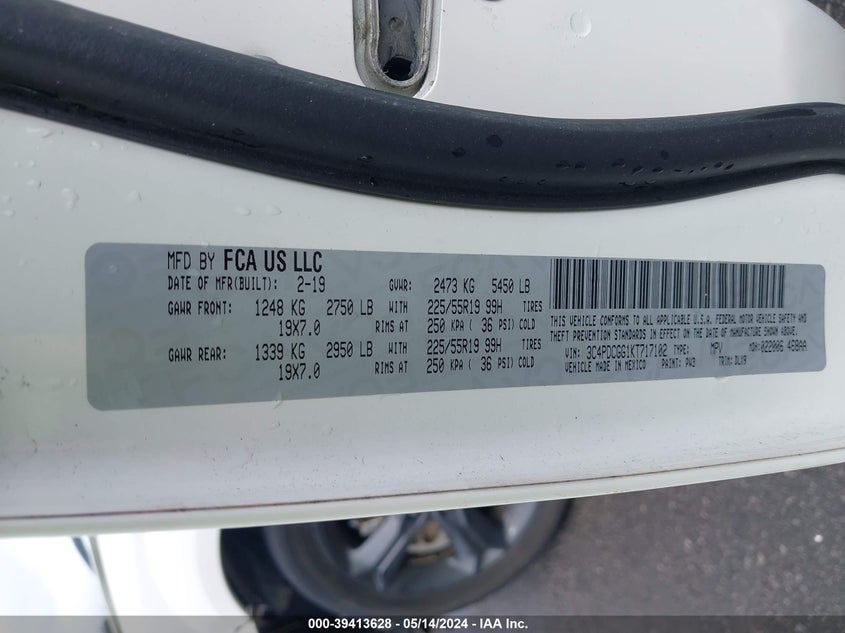 MFD BY FCA US LLC
DATE OF MFR(BUILT): 2-19 GVWR: 2473 KG 5450 LB
GAWR FRONT: 1248 KG 2750 LB WITH 225/55R19 99H TIRES
19X7.0 RIMS AT 250 KPA ( 36 PSI) COLD
GAWR REAR: 1339 KG 2950 LB WITH 225/55R19 99H TIRES
19X7.0 RIMS AT 250 KPA ( 36 PSI) COLD
THIS VEHICLE CONFORMS TO ALL APPLICABLE U.S.A. FEDERAL MOTOR VEHICLE SAFETY AND
THEFT PREVENTION STANDARDS IN EFFECT ON THE DATE OF MANUFACTURE SHOWN ABOVE.
VIN: 3C4PDCGG1KT717102 TYPE: MPV MDH: 022006 468AA
VEHICLE MADE IN MEXICO PAINT: PW3 TRIM: DLX9
000-39413628 - 05/14/2024 - IAA Inc.